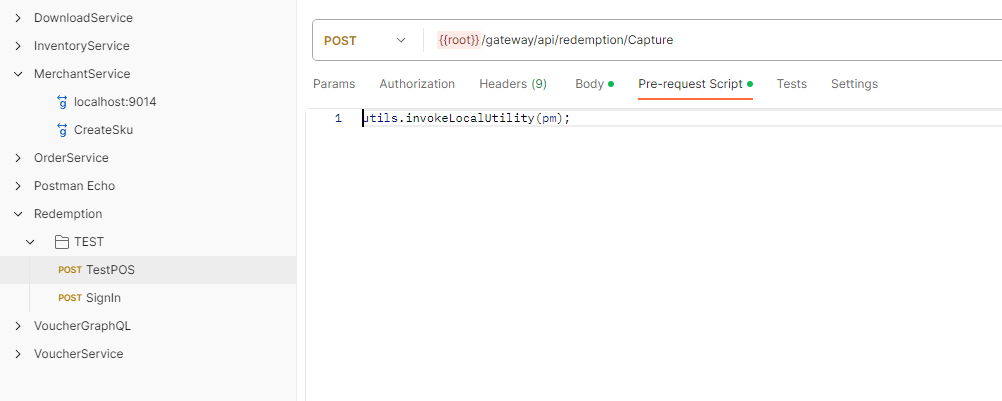 DownloadService
InventoryService
MerchantService
localhost:9014
CreateSku
OrderService
Postman Echo
Redemption
TEST
POST TestPOS
POST SignIn
VoucherGraphQL
VoucherService
POST {{root}}/gateway/api/redemption/Capture
Params Authorization Headers (9) Body Pre-request Script Tests Settings
1 utils.invokeLocalUtility(pm);